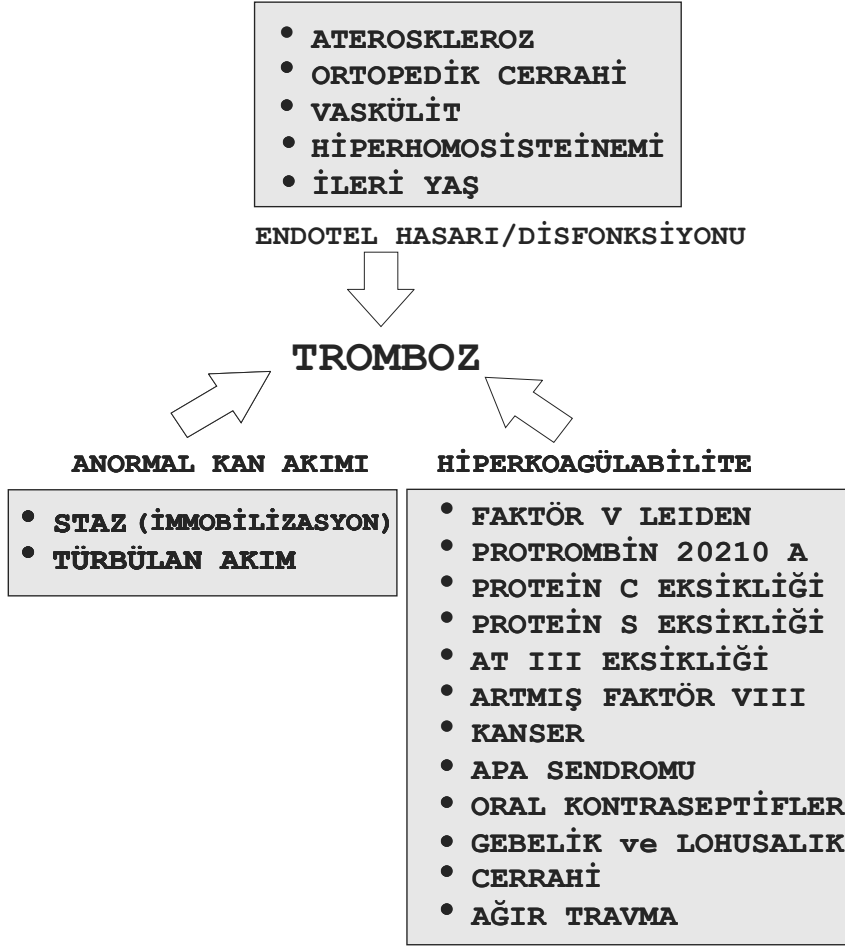 • ATEROSKLEROZ
• ORTOPEDİK CERRAHİ
• VASKÜLİT
• HİPERHOMOSİSTEİNEMİ
• İLERİ YAŞ
ENDOTEL HASARI/DİSFONKSİYONU
TROMBOZ
ANORMAL KAN AKIMI
• STAZ (İMMOBİLİZASYON)
• TÜRBÜLAN AKIM
HİPERKOAGÜLABİLİTE
• FAKTÖR V LEIDEN
• PROTROMBİN 20210 A
• PROTEİN C EKSİKLİĞİ
• PROTEİN S EKSİKLİĞİ
• AT III EKSİKLİĞİ
• ARTMIŞ FAKTÖR VIII
• KANSER
• APA SENDROMU
• ORAL KONTRASEPTİFLER
• GEBELİK ve LOHUSALIK
• CERRAHİ
• AĞIR TRAVMA